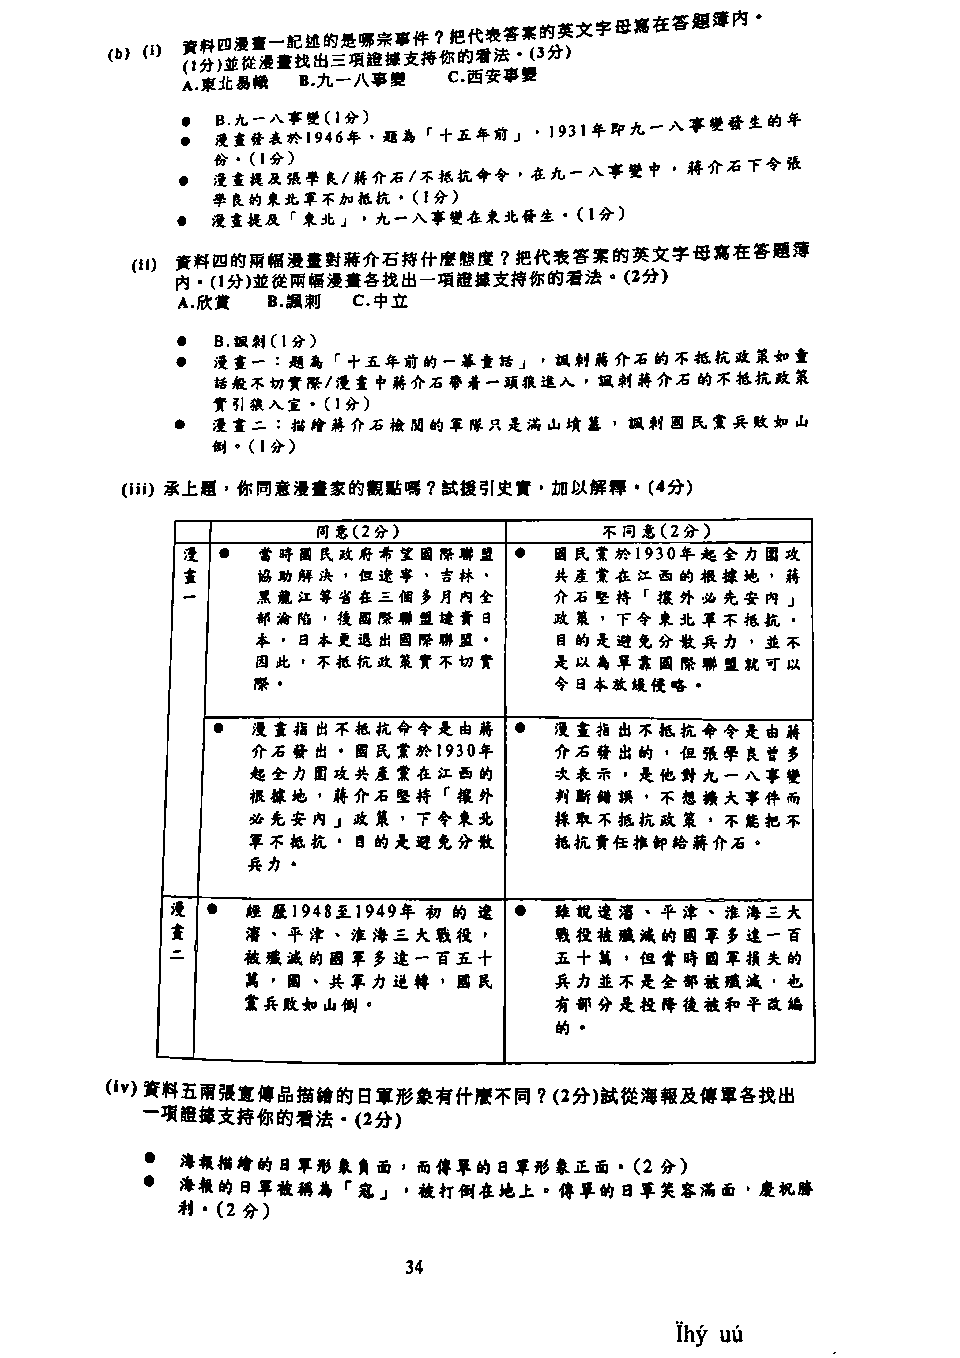 (b) (i) 資料四漫畫一記述的是哪宗事件？把代表答案的英文字母寫在答題簿內。
(1分)並從漫畫找出三項證據支持你的看法。(3分)
A.東北易幟 B.九一八事變 C.西安事變
● B.九一八事變(1分)
● 漫畫發表於1946年，題為「十五年前」，1931年即九一八事變發生的年
份。(1分)
● 漫畫提及張學良/蔣介石/不抵抗命令，在九一八事變中，蔣介石下令張
學良的東北軍不加抵抗。(1分)
● 漫畫提及「東北」，九一八事變在東北發生。(1分)
(ii) 資料四的兩幅漫畫對蔣介石持什麼態度？把代表答案的英文字母寫在答題簿
內。(1分)並從兩幅漫畫各找出一項證據支持你的看法。(2分)
A.欣賞 B.諷刺 C.中立
● B.諷刺(1分)
● 漫畫一：題為「十五年前的一幕童話」，諷刺蔣介石的不抵抗政策如童
話般不切實際/漫畫中蔣介石帶着一頭狼進入，諷刺蔣介石的不抵抗政策
實引狼入室。(1分)
● 漫畫二：描繪蔣介石檢閱的軍隊只是滿山墳墓，諷刺國民黨兵敗如山
倒。(1分)
(iii) 承上題，你同意漫畫家的觀點嗎？試援引史實，加以解釋。(4分)
同意(2分) 不同意(2分)
漫畫一
● 當時國民政府希望國際聯盟
協助解決，但遼寧、吉林、
黑龍江等省在三個多月內全
部淪陷，後國際聯盟譴責日
本，日本更退出國際聯盟。
因此，不抵抗政策實不切實
際。
● 國民黨於1930年起全力圍攻
共產黨在江西的根據地，蔣
介石堅持「攘外必先安內」
政策，下令東北軍不抵抗，
目的是避免分散兵力，並不
是以為單靠國際聯盟就可以
令日本放緩侵略。
● 漫畫指出不抵抗命令是由蔣
介石發出。國民黨於1930年
起全力圍攻共產黨在江西的
根據地，蔣介石堅持「攘外
必先安內」政策，下令東北
軍不抵抗，目的是避免分散
兵力。
● 漫畫指出不抵抗命令是由蔣
介石發出的，但張學良曾多
次表示，是他對九一八事變
判斷錯誤，不想擴大事件而
採取不抵抗政策，不能把不
抵抗責任推卸給蔣介石。
漫畫二
● 經歷1948至1949年初的遼
瀋、平津、淮海三大戰役，
被殲滅的國軍多達一百五十
萬，國、共軍力逆轉，國民
黨兵敗如山倒。
● 雖說遼瀋、平津、淮海三大
戰役被殲滅的國軍多達一百
五十萬，但當時國軍損失的
兵力並不是全部被殲滅，也
有部分是投降後被和平改編
的。
(iv) 資料五兩張宣傳品描繪的日軍形象有什麼不同？(2分)試從海報及傳單各找出
一項證據支持你的看法。(2分)
● 海報描繪的日軍形象負面，而傳單的日軍形象正面。(2分)
● 海報的日軍被稱為「寇」，被打倒在地上。傳單的日軍笑容滿面，慶祝勝
利。(2分)
34
Ïhý uú